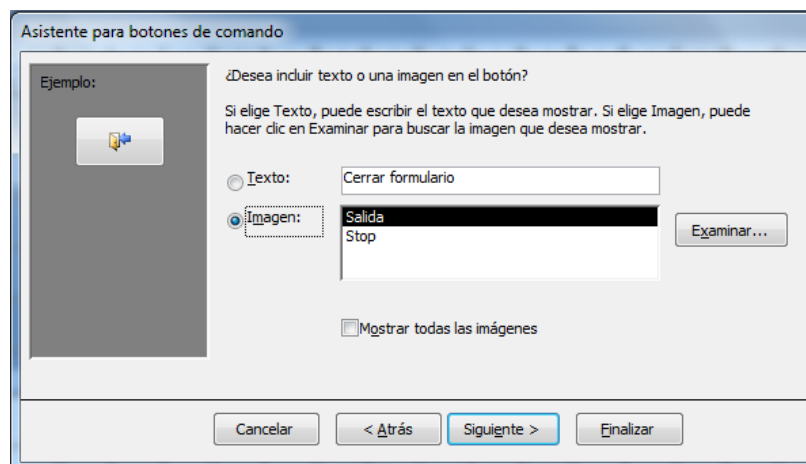 Asistente para botones de comando
Ejemplo:
¿Desea incluir texto o una imagen en el botón?
Si elige Texto, puede escribir el texto que desea mostrar. Si elige Imagen, puede
hacer clic en Examinar para buscar la imagen que desea mostrar.
Texto:
Cerrar formulario
Imagen:
Salida
Stop
Examinar...
Mostrar todas las imágenes
Cancelar
< Atrás
Siguiente >
Finalizar